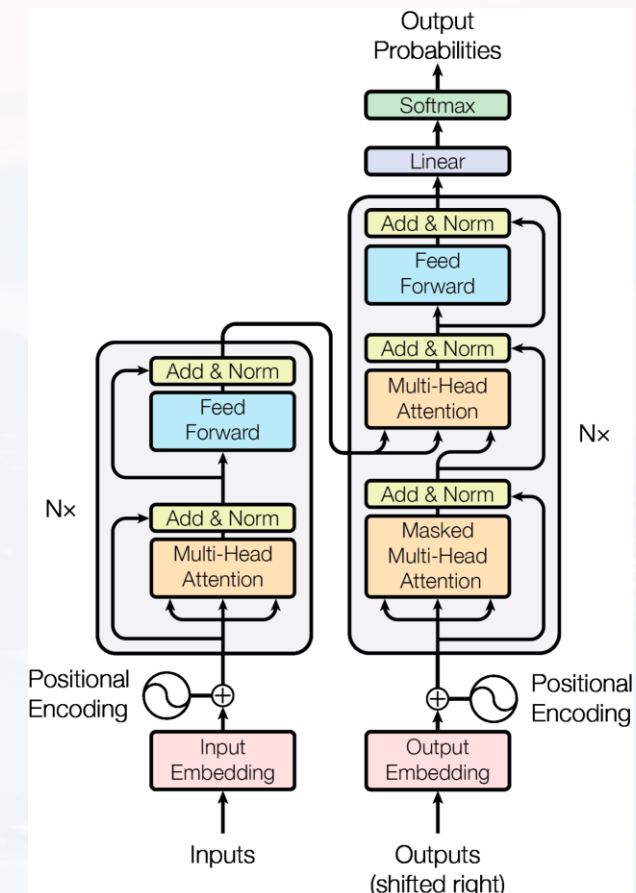 Output
Probabilities
Softmax
Linear
Add & Norm
Feed
Forward
Add & Norm
Multi-Head
Attention
Nx
Add & Norm
Masked
Multi-Head
Attention
Add & Norm
Feed
Forward
Nx
Add & Norm
Multi-Head
Attention
Positional
Encoding
Positional
Encoding
Input
Embedding
Output
Embedding
Inputs
Outputs
(shifted right)